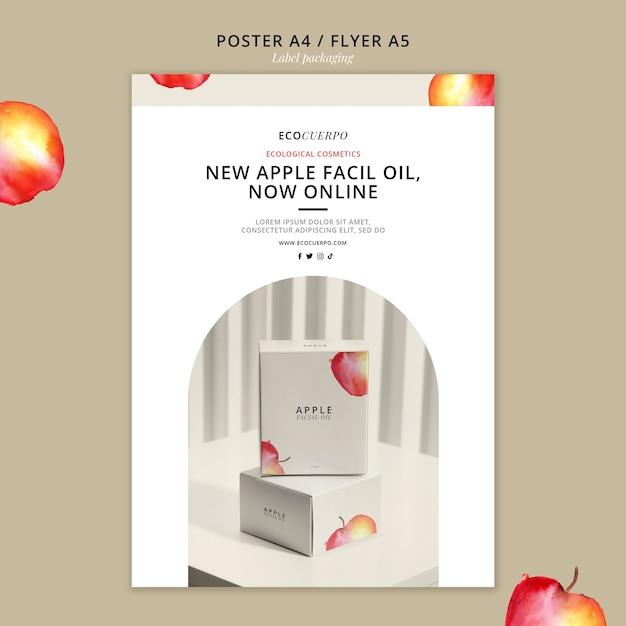 POSTER A4 / FLYER A5
Label packaging
ECOCUERPO
ECOLOGICAL COSMETICS
NEW APPLE FACIL OIL,
NOW ONLINE
LOREM IPSUM DOLOR SIT AMET,
CONSECTETUR ADIPISCING ELIT, SED DO
WWW.ECOCUERPO.COM
APPLE
FACIAL OIL
APPLE
FACIAL OIL